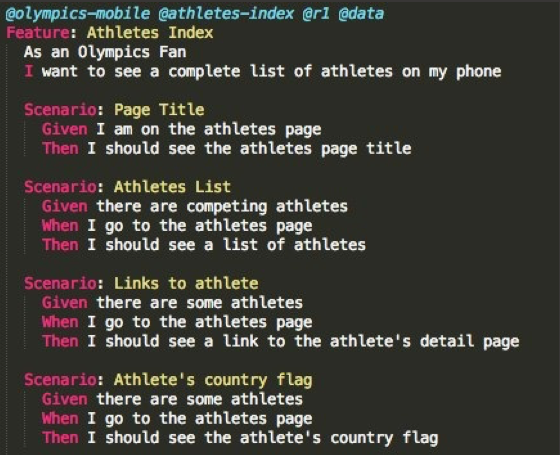 @olympics-mobile @athletes-index @r1 @data
Feature: Athletes Index
As an Olympics Fan
I want to see a complete list of athletes on my phone
Scenario: Page Title
Given I am on the athletes page
Then I should see the athletes page title
Scenario: Athletes List
Given there are competing athletes
When I go to the athletes page
Then I should see a list of athletes
Scenario: Links to athlete
Given there are some athletes
When I go to the athletes page
Then I should see a link to the athlete's detail page
Scenario: Athlete's country flag
Given there are some athletes
When I go to the athletes page
Then I should see the athlete's country flag